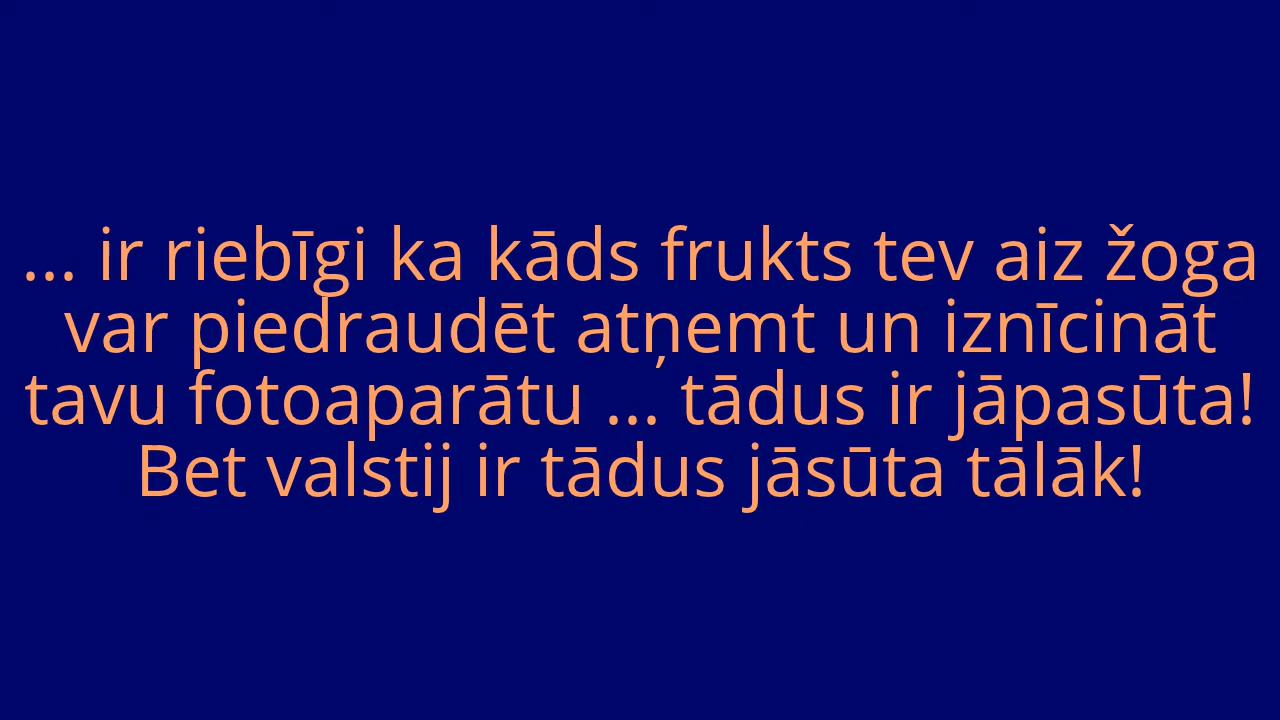 ... ir riebīgi ka kāds frukts tev aiz žoga
var piedraudēt atņemt un iznīcināt
tavu fotoaparātu ... tādus ir jāpasūta!
Bet valstij ir tādus jāsūta tālāk!